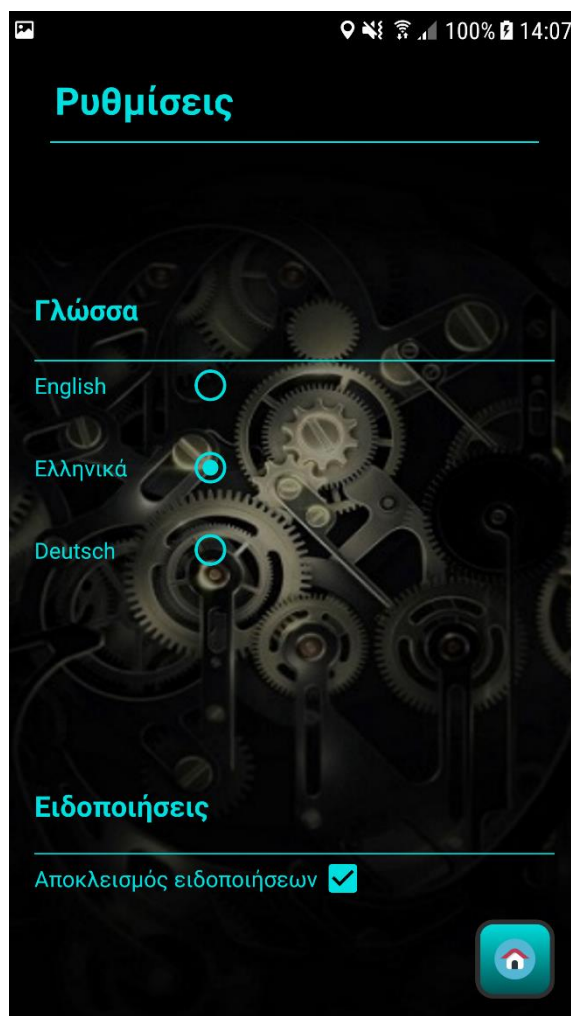 100% 14:07
Ρυθμίσεις
Γλώσσα
English
Ελληνικά
Deutsch
Ειδοποιήσεις
Αποκλεισμός ειδοποιήσεων